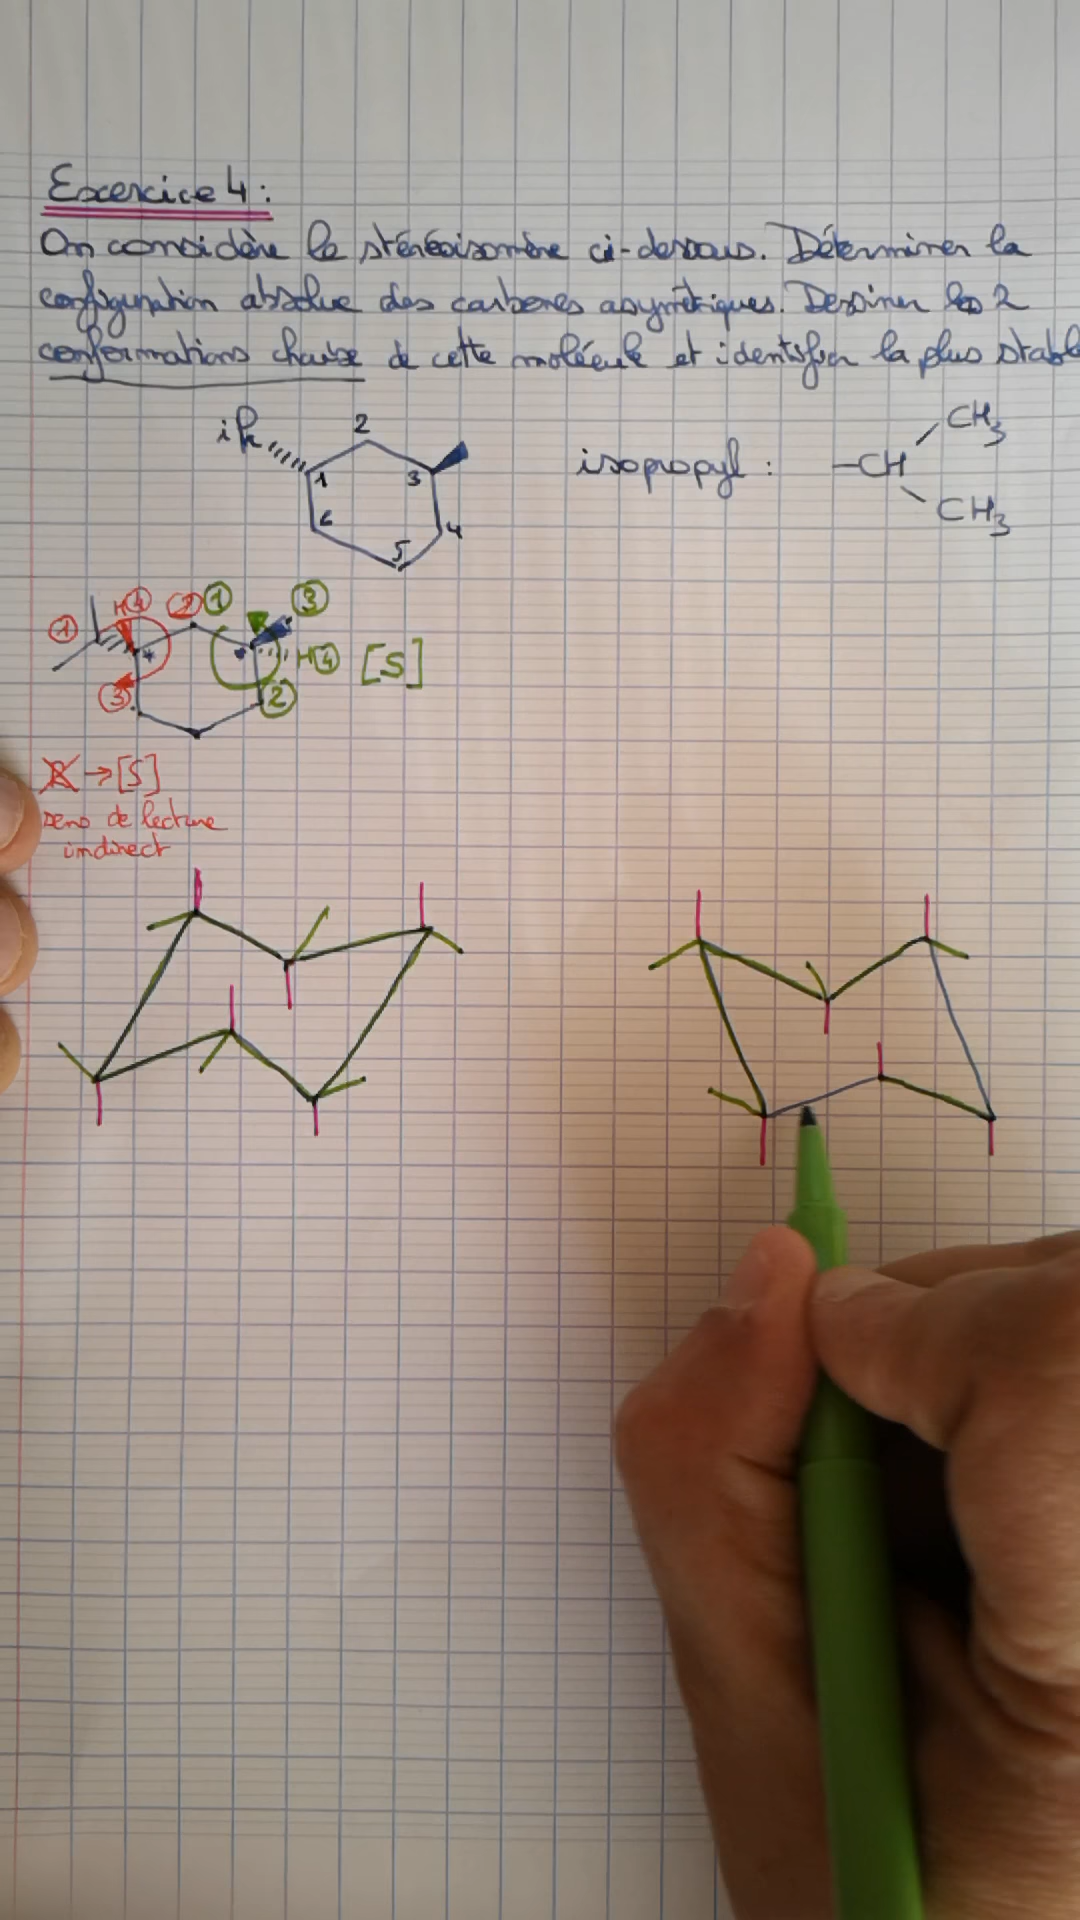 Exercice 4 :
On considère le stéréoisomère ci-dessous. Déterminer la
configuration absolue des carbones asymétriques. Dessiner les 2
conformations chaise de cette molécule et identifier la plus stable
iPr 1 2 3 4 5 6
isopropyl : -CH CH3 CH3
1 H 4 2 1 3
* * H 4 [S]
3 2
R → [S]
sens de lecture
indirect